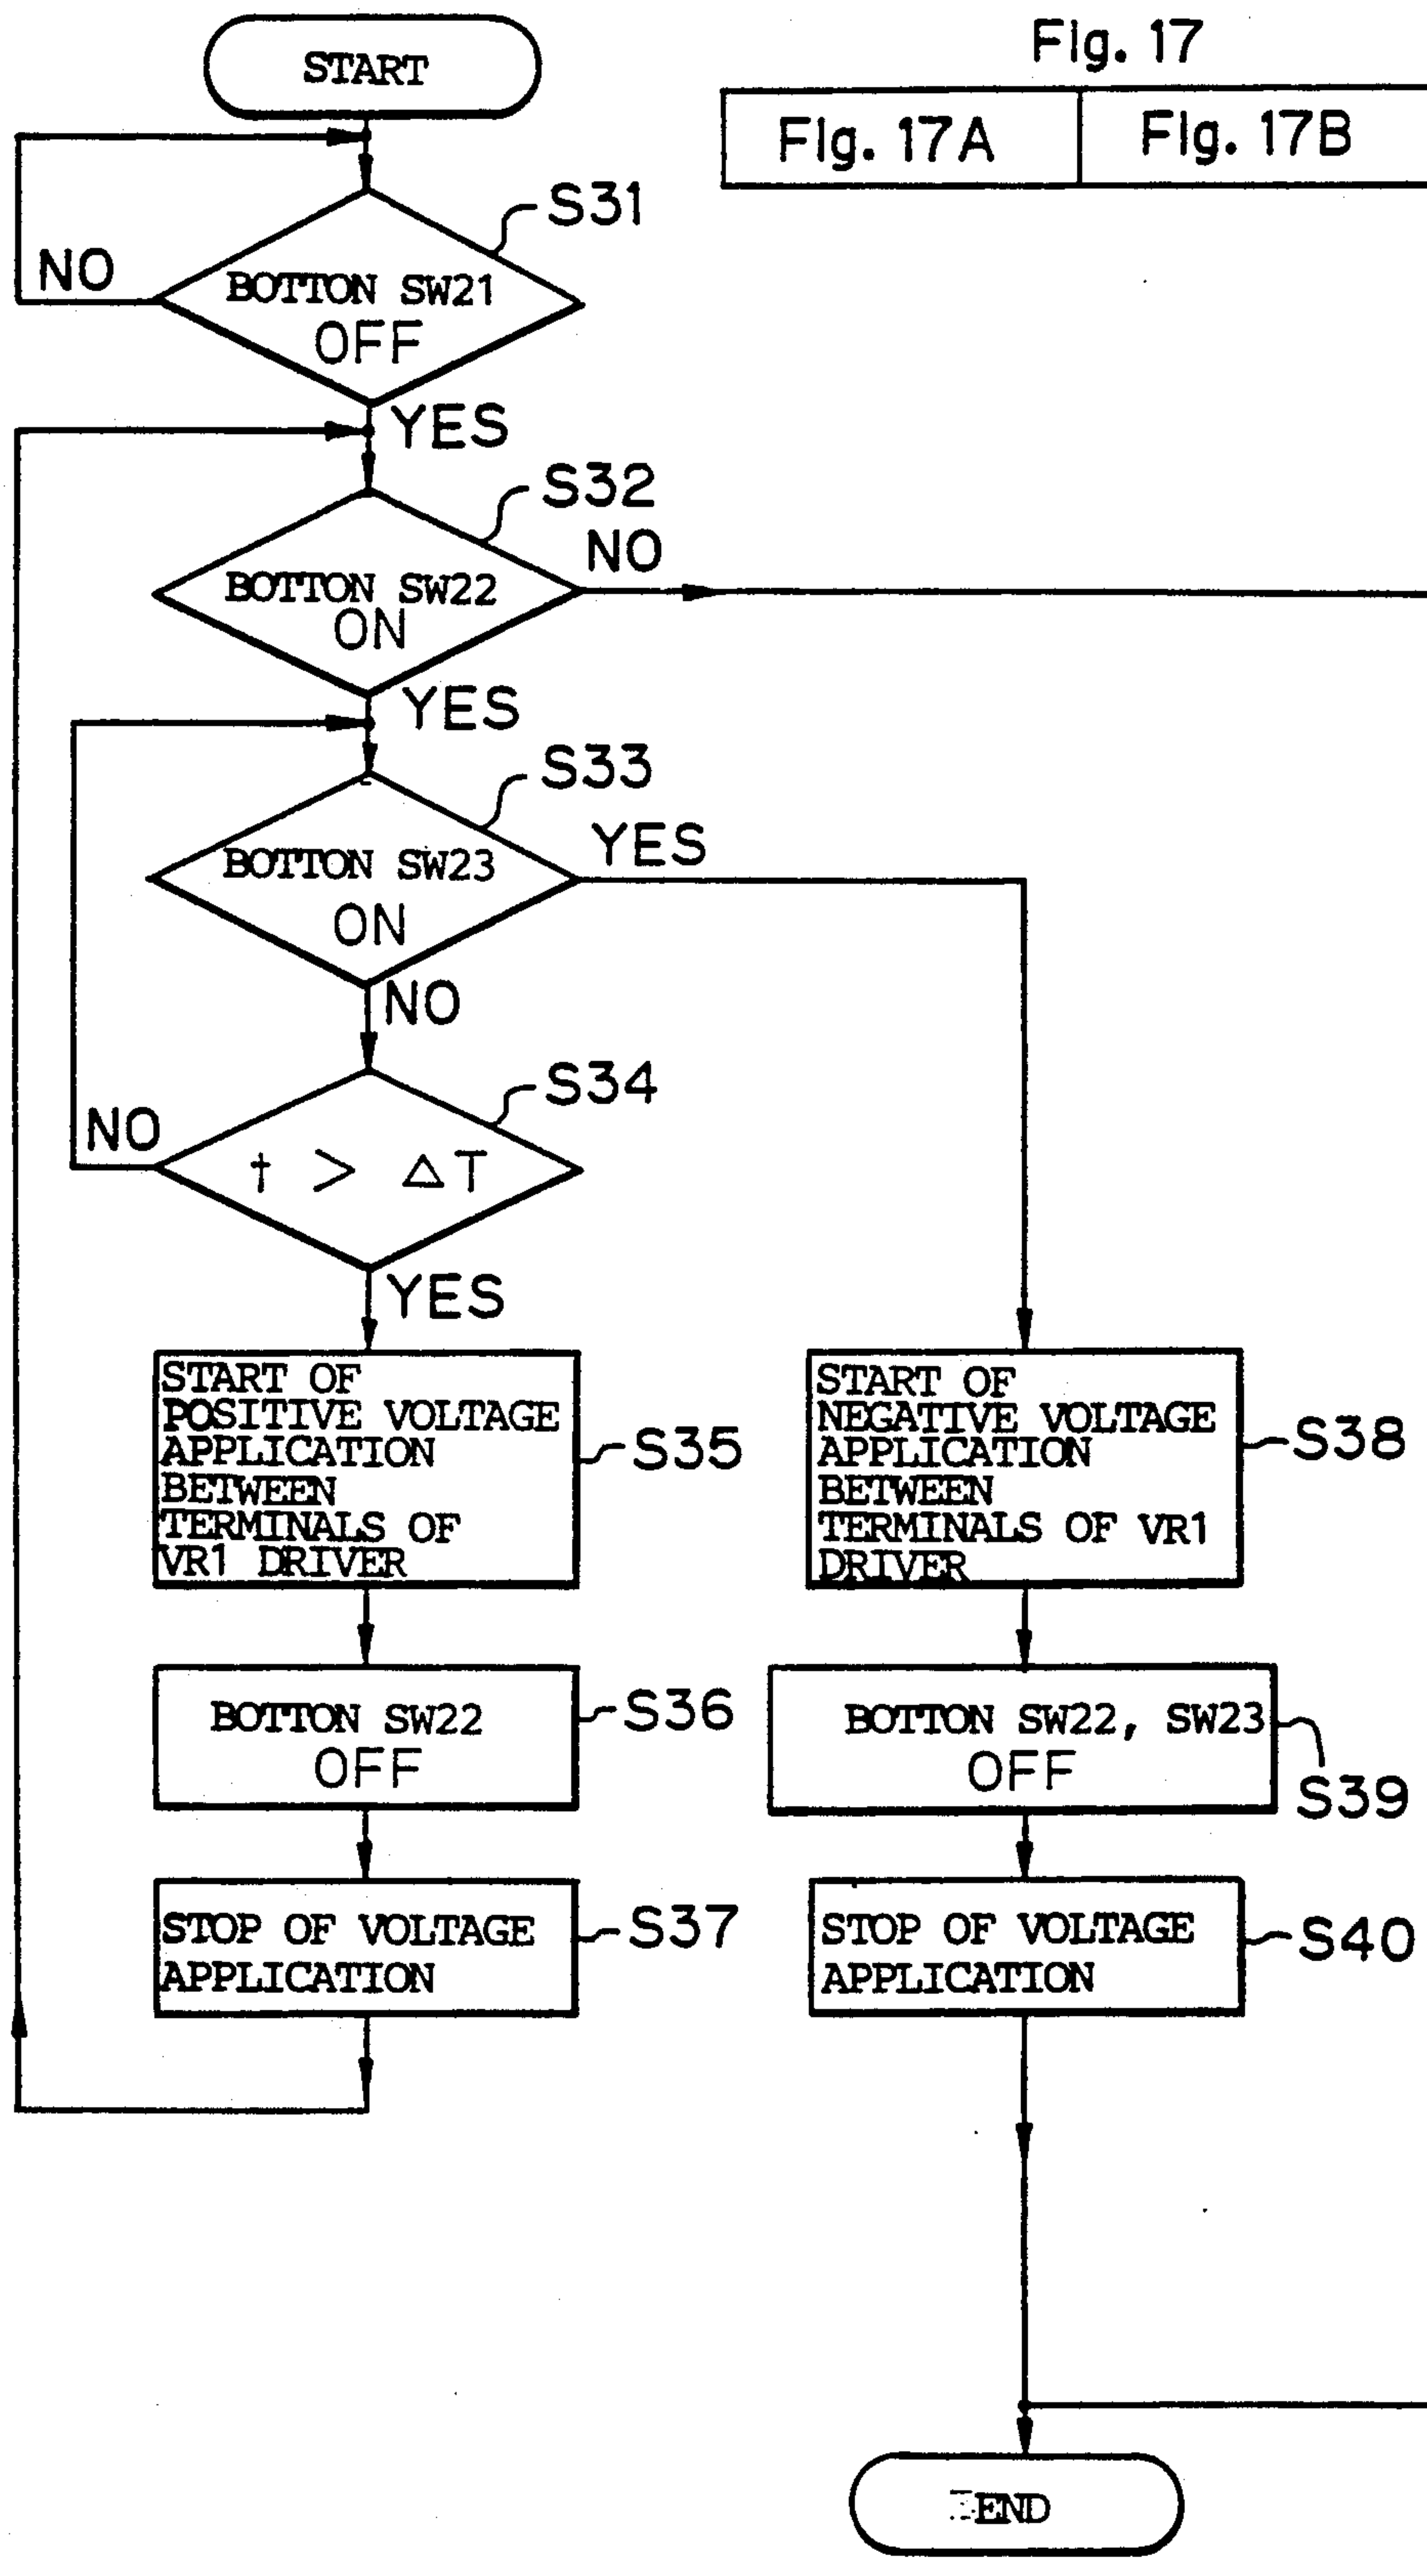 START
Fig. 17
Fig. 17A
Fig. 17B
S31
NO
BOTTON SW21
OFF
YES
S32
NO
BOTTON SW22
ON
YES
S33
YES
BOTTON SW23
ON
NO
S34
NO
t > ΔT
YES
START OF
POSITIVE VOLTAGE
APPLICATION
BETWEEN
TERMINALS OF
VR1 DRIVER
S35
START OF
NEGATIVE VOLTAGE
APPLICATION
BETWEEN
TERMINALS OF VR1
DRIVER
S38
BOTTON SW22
OFF
S36
BOTTON SW22, SW23
OFF
S39
STOP OF VOLTAGE
APPLICATION
S37
STOP OF VOLTAGE
APPLICATION
S40
END